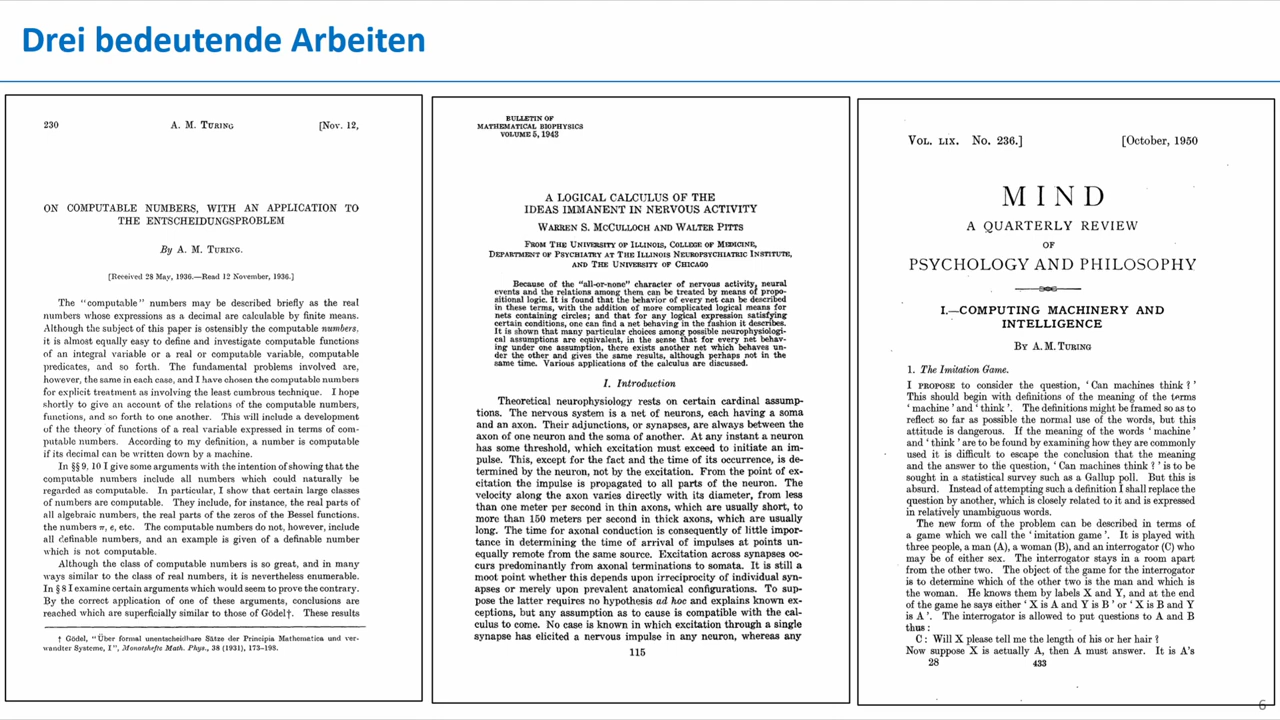 Drei bedeutende Arbeiten
230 A. M. TURING [Nov. 12,
ON COMPUTABLE NUMBERS, WITH AN APPLICATION TO
THE ENTSCHEIDUNGSPROBLEM
By A. M. TURING.
[Received 28 May, 1936.—Read 12 November, 1936.]
The "computable" numbers may be described briefly as the real
numbers whose expressions as a decimal are calculable by finite means.
Although the subject of this paper is ostensibly the computable numbers,
it is almost equally easy to define and investigate computable functions
of an integral variable or a real or computable variable, computable
predicates, and so forth. The fundamental problems involved are,
however, the same in each case, and I have chosen the computable numbers
for explicit treatment as involving the least cumbrous technique. I hope
shortly to give an account of the relations of the computable numbers,
functions, and so forth to one another. This will include a development
of the theory of functions of a real variable expressed in terms of com-
putable numbers. According to my definition, a number is computable
if its decimal can be written down by a machine.
In §§ 9, 10 I give some arguments with the intention of showing that the
computable numbers include all numbers which could naturally be
regarded as computable. In particular, I show that certain large classes
of numbers are computable. They include, for instance, the real parts of
all algebraic numbers, the real parts of the zeros of the Bessel functions,
the numbers π, e, etc. The computable numbers do not, however, include
all definable numbers, and an example is given of a definable number
which is not computable.
Although the class of computable numbers is so great, and in many
ways similar to the class of real numbers, it is nevertheless enumerable.
In § 8 I examine certain arguments which would seem to prove the contrary.
By the correct application of one of these arguments, conclusions are
reached which are superficially similar to those of Gödel†. These results
† Gödel, "Über formal unentscheidbare Sätze der Principia Mathematica und ver-
wandter Systeme, I", Monatshefte Math. Phys., 38 (1931), 173-198.
BULLETIN OF
MATHEMATICAL BIOPHYSICS
VOLUME 5, 1943
A LOGICAL CALCULUS OF THE
IDEAS IMMANENT IN NERVOUS ACTIVITY
WARREN S. MCCULLOCH AND WALTER PITTS
FROM THE UNIVERSITY OF ILLINOIS, COLLEGE OF MEDICINE,
DEPARTMENT OF PSYCHIATRY AT THE ILLINOIS NEUROPSYCHIATRIC INSTITUTE,
AND THE UNIVERSITY OF CHICAGO
Because of the "all-or-none" character of nervous activity, neural
events and the relations among them can be treated by means of propo-
sitional logic. It is found that the behavior of every net can be described
in these terms, with the addition of more complicated logical means for
nets containing circles; and that for any logical expression satisfying
certain conditions, one can find a net behaving in the fashion it describes.
It is shown that many particular choices among possible neurophysiologi-
cal assumptions are equivalent, in the sense that for every net behav-
ing under one assumption, there exists another net which behaves un-
der the other and gives the same results, although perhaps not in the
same time. Various applications of the calculus are discussed.
I. Introduction
Theoretical neurophysiology rests on certain cardinal assump-
tions. The nervous system is a net of neurons, each having a soma
and an axon. Their adjunctions, or synapses, are always between the
axon of one neuron and the soma of another. At any instant a neuron
has some threshold, which excitation must exceed to initiate an im-
pulse. This, except for the fact and the time of its occurrence, is de-
termined by the neuron, not by the excitation. From the point of ex-
citation the impulse is propagated to all parts of the neuron. The
velocity along the axon varies directly with its diameter, from less
than one meter per second in thin axons, which are usually short, to
more than 150 meters per second in thick axons, which are usually
long. The time for axonal conduction is consequently of little impor-
tance in determining the time of arrival of impulses at points un-
equally remote from the same source. Excitation across synapses oc-
curs predominantly from axonal terminations to somata. It is still a
moot point whether this depends upon irreciprocity of individual syn-
apses or merely upon prevalent anatomical configurations. To sup-
pose the latter requires no hypothesis ad hoc and explains known ex-
ceptions, but any assumption as to cause is compatible with the cal-
culus to come. No case is known in which excitation through a single
synapse has elicited a nervous impulse in any neuron, whereas any
115
VOL. LIX. No. 236.] [October, 1950
MIND
A QUARTERLY REVIEW
OF
PSYCHOLOGY AND PHILOSOPHY
I.—COMPUTING MACHINERY AND
INTELLIGENCE
BY A. M. TURING
1. The Imitation Game.
I PROPOSE to consider the question, 'Can machines think ?'
This should begin with definitions of the meaning of the terms
'machine' and 'think'. The definitions might be framed so as to
reflect so far as possible the normal use of the words, but this
attitude is dangerous. If the meaning of the words 'machine'
and 'think' are to be found by examining how they are commonly
used it is difficult to escape the conclusion that the meaning
and the answer to the question, 'Can machines think ?' is to be
sought in a statistical survey such as a Gallup poll. But this is
absurd. Instead of attempting such a definition I shall replace the
question by another, which is closely related to it and is expressed
in relatively unambiguous words.
The new form of the problem can be described in terms of
a game which we call the 'imitation game'. It is played with
three people, a man (A), a woman (B), and an interrogator (C) who
may be of either sex. The interrogator stays in a room apart
from the other two. The object of the game for the interrogator
is to determine which of the other two is the man and which is
the woman. He knows them by labels X and Y, and at the end
of the game he says either 'X is A and Y is B' or 'X is B and Y
is A'. The interrogator is allowed to put questions to A and B
thus :
C : Will X please tell me the length of his or her hair ?
Now suppose X is actually A, then A must answer. It is A's
28 433
6